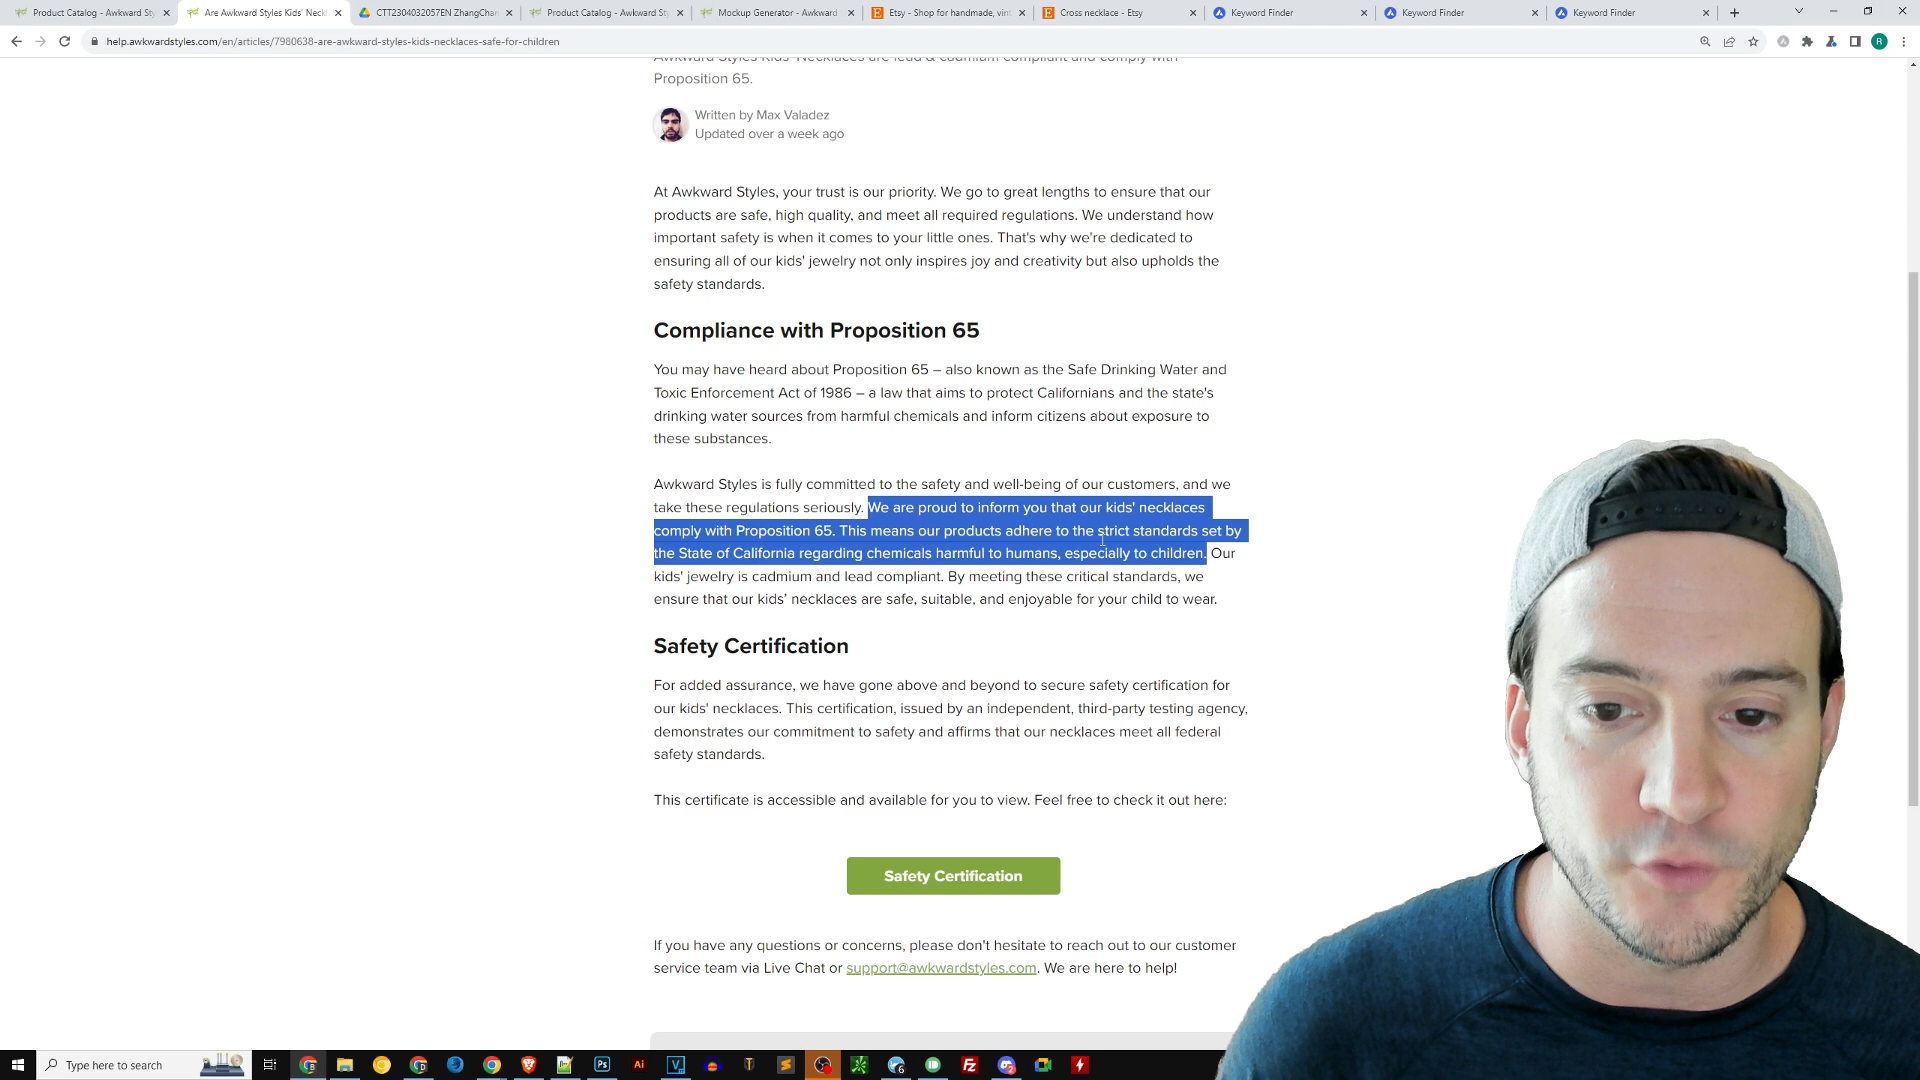 Product Catalog - Awkward Sty
Are Awkward Styles Kids' Neckl
CTT2304032057EN ZhangChan
Product Catalog - Awkward Sty
Mockup Generator - Awkward
Etsy - Shop for handmade, vint
Cross necklace - Etsy
Keyword Finder
Keyword Finder
Keyword Finder
help.awkwardstyles.com/en/articles/7980638-are-awkward-styles-kids-necklaces-safe-for-children
R
Awkward Styles Kids' Necklaces are lead & cadmium compliant and comply with
Proposition 65.
Written by Max Valadez
Updated over a week ago
At Awkward Styles, your trust is our priority. We go to great lengths to ensure that our
products are safe, high quality, and meet all required regulations. We understand how
important safety is when it comes to your little ones. That's why we're dedicated to
ensuring all of our kids' jewelry not only inspires joy and creativity but also upholds the
safety standards.
Compliance with Proposition 65
You may have heard about Proposition 65 – also known as the Safe Drinking Water and
Toxic Enforcement Act of 1986 – a law that aims to protect Californians and the state's
drinking water sources from harmful chemicals and inform citizens about exposure to
these substances.
Awkward Styles is fully committed to the safety and well-being of our customers, and we
take these regulations seriously. We are proud to inform you that our kids' necklaces
comply with Proposition 65. This means our products adhere to the strict standards set by
the State of California regarding chemicals harmful to humans, especially to children. Our
kids' jewelry is cadmium and lead compliant. By meeting these critical standards, we
ensure that our kids’ necklaces are safe, suitable, and enjoyable for your child to wear.
Safety Certification
For added assurance, we have gone above and beyond to secure safety certification for
our kids' necklaces. This certification, issued by an independent, third-party testing agency,
demonstrates our commitment to safety and affirms that our necklaces meet all federal
safety standards.
This certificate is accessible and available for you to view. Feel free to check it out here:
Safety Certification
If you have any questions or concerns, please don't hesitate to reach out to our customer
service team via Live Chat or support@awkwardstyles.com. We are here to help!
Type here to search